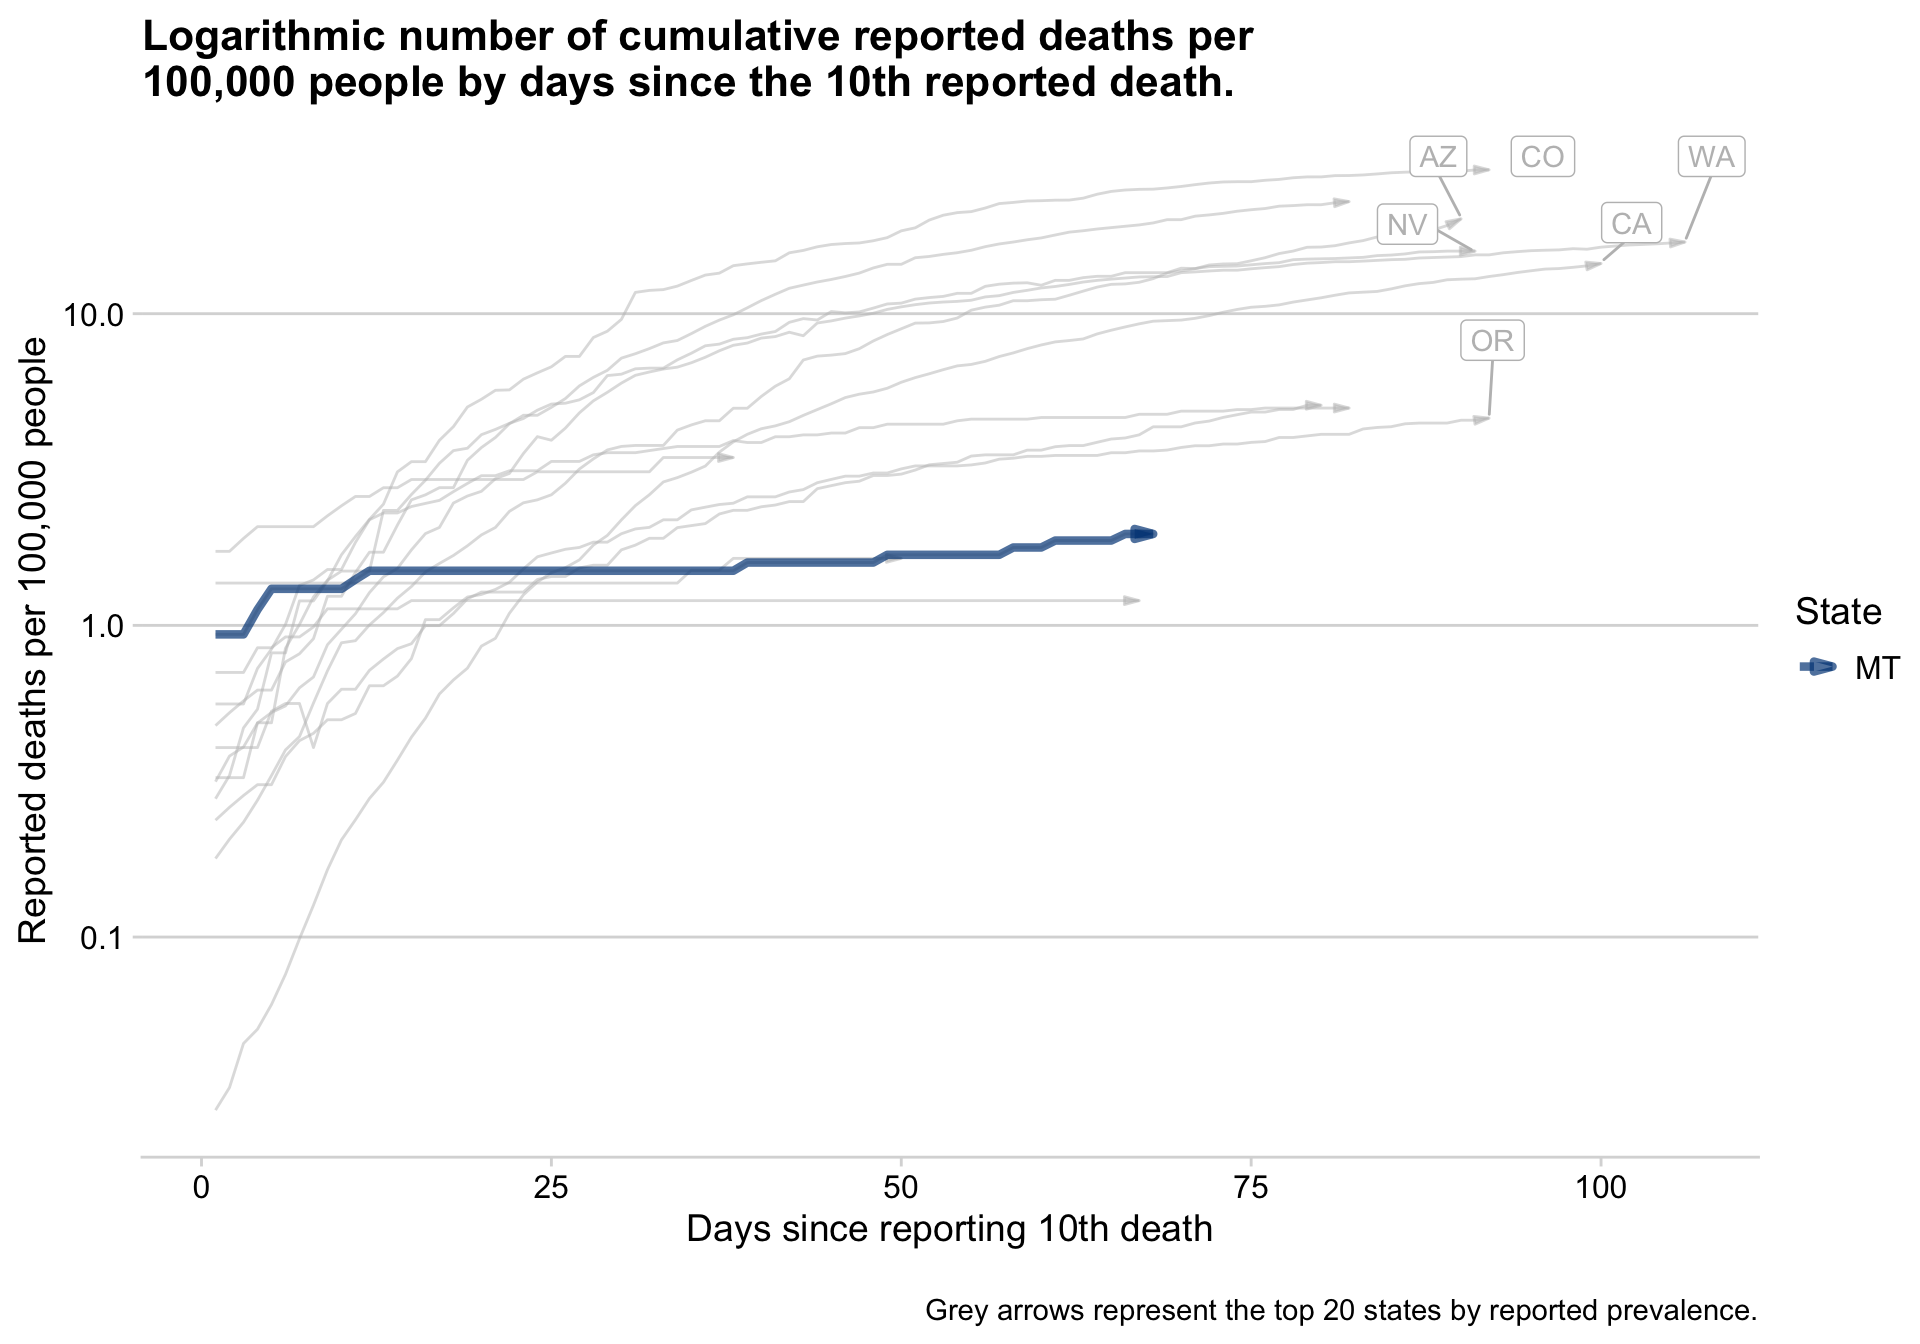 Logarithmic number of cumulative reported deaths per
100,000 people by days since the 10th reported death.
AZ
CO
WA
NV
CA
OR
10.0
1.0
0.1
Reported deaths per 100,000 people
State
MT
0
25
50
75
100
Days since reporting 10th death
Grey arrows represent the top 20 states by reported prevalence.